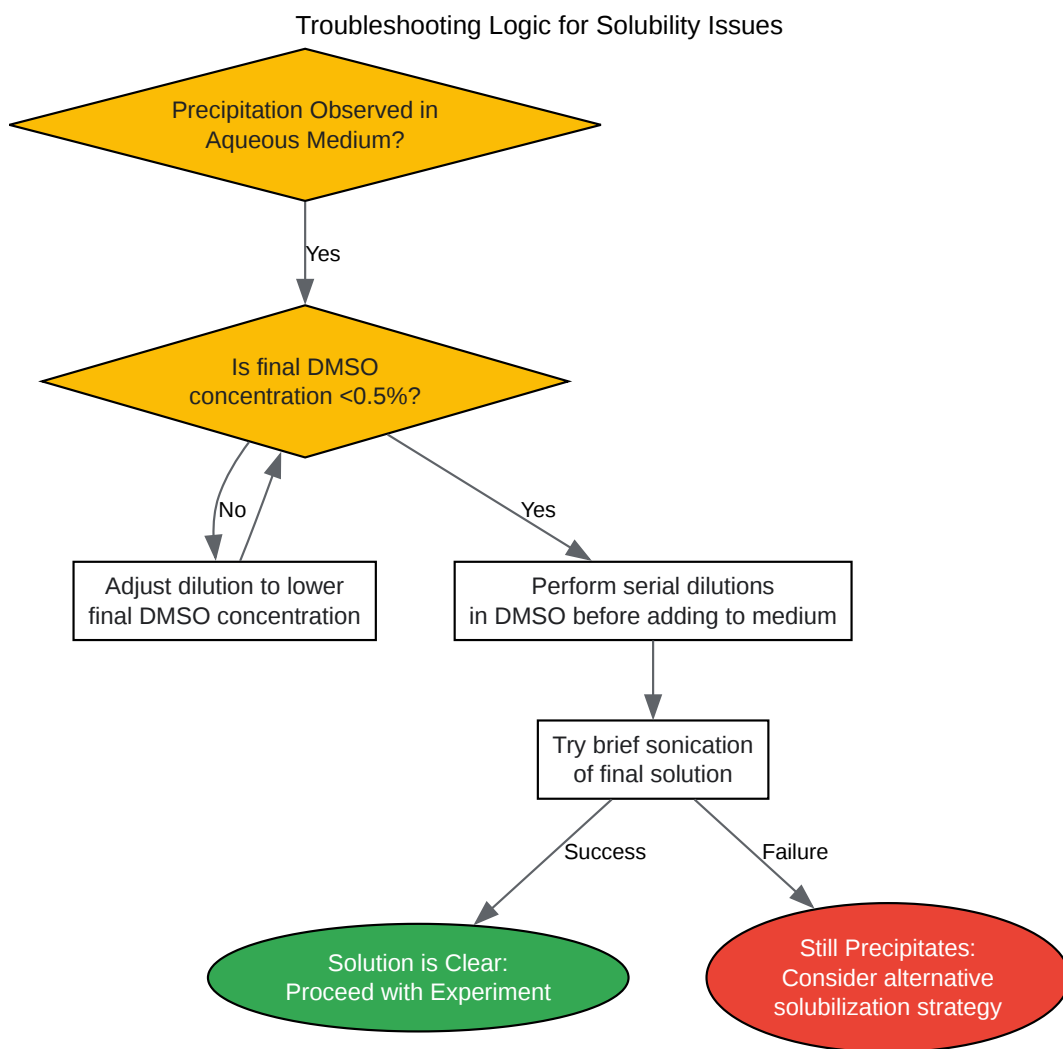 Troubleshooting Logic for Solubility Issues
Precipitation Observed in
Aqueous Medium?
Yes
Is final DMSO
concentration <0.5%?
No
Yes
Adjust dilution to lower
final DMSO concentration
Perform serial dilutions
in DMSO before adding to medium
Try brief sonication
of final solution
Success
Failure
Solution is Clear:
Proceed with Experiment
Still Precipitates:
Consider alternative
solubilization strategy